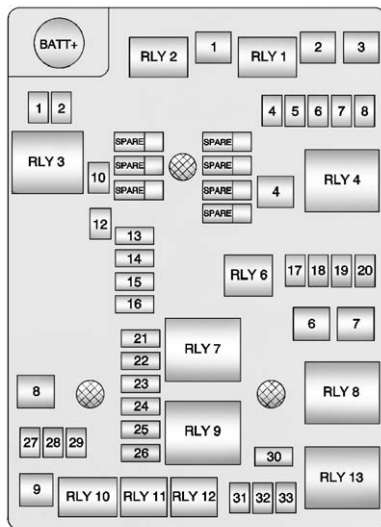 BATT+
RLY 2
1
RLY 1
2
3
1 2
4 5 6 7 8
RLY 3
SPARE
SPARE
SPARE
SPARE
SPARE
SPARE
SPARE
10
4
RLY 4
12
13
14
15
16
RLY 6
17 18 19 20
6
7
21
22
23
24
25
26
RLY 7
RLY 8
8
RLY 9
27 28 29
30
RLY 13
9
RLY 10
RLY 11
RLY 12
31 32 33